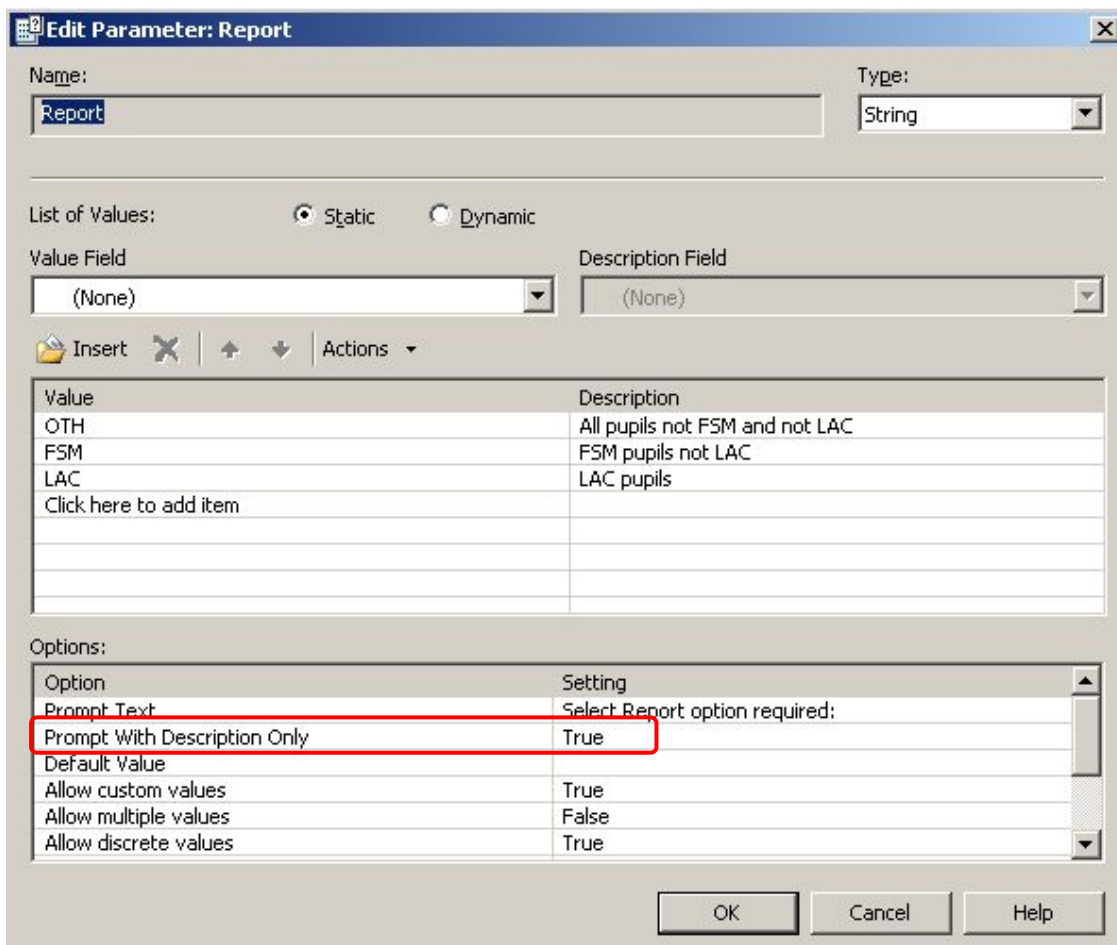 Edit Parameter: Report
Name: Type:
Report String
List of Values: Static Dynamic
Value Field Description Field
(None) (None)
Insert Actions
Value Description
OTH All pupils not FSM and not LAC
FSM FSM pupils not LAC
LAC LAC pupils
Click here to add item
Options:
Option Setting
Prompt Text Select Report option required:
Prompt With Description Only True
Default Value
Allow custom values True
Allow multiple values False
Allow discrete values True
OK Cancel Help